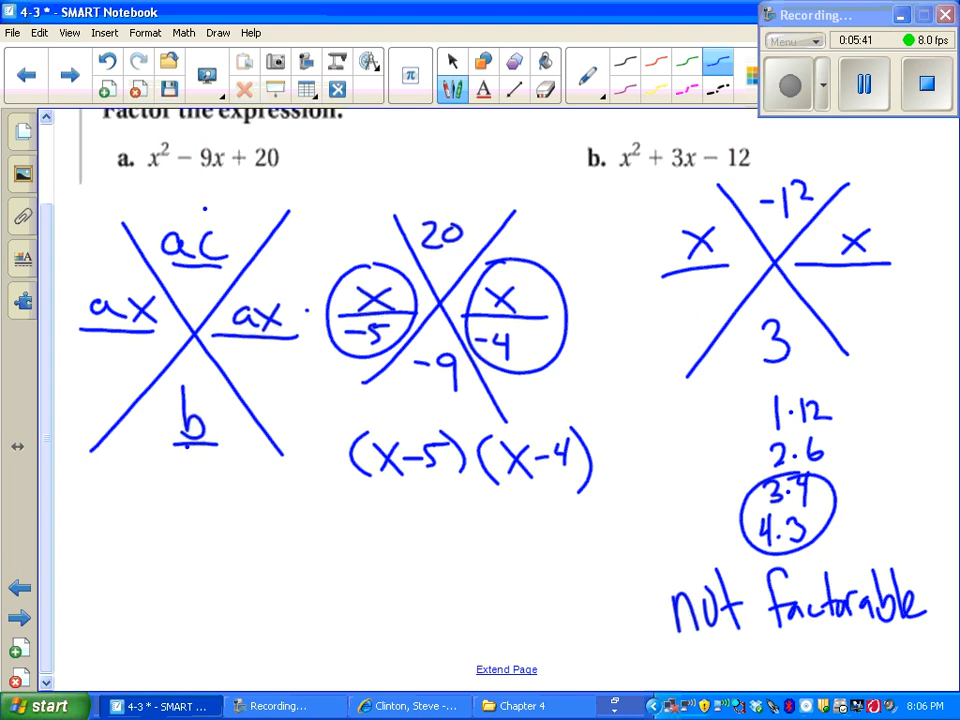 4-3 * - SMART Notebook
Recording...
File Edit View Insert Format Math Draw Help
Menu
0:05:41
8.0 fps
Factor the expression.
a. x² − 9x + 20
b. x² + 3x − 12
ac
ax ax
b
20
x x
-5 -4
-9
(x-5)(x-4)
-12
x x
3
1·12
2·6
3·4
4·3
not factorable
Extend Page
start
4-3 * - SMART ...
Recording...
Clinton, Steve -...
Chapter 4
8:06 PM